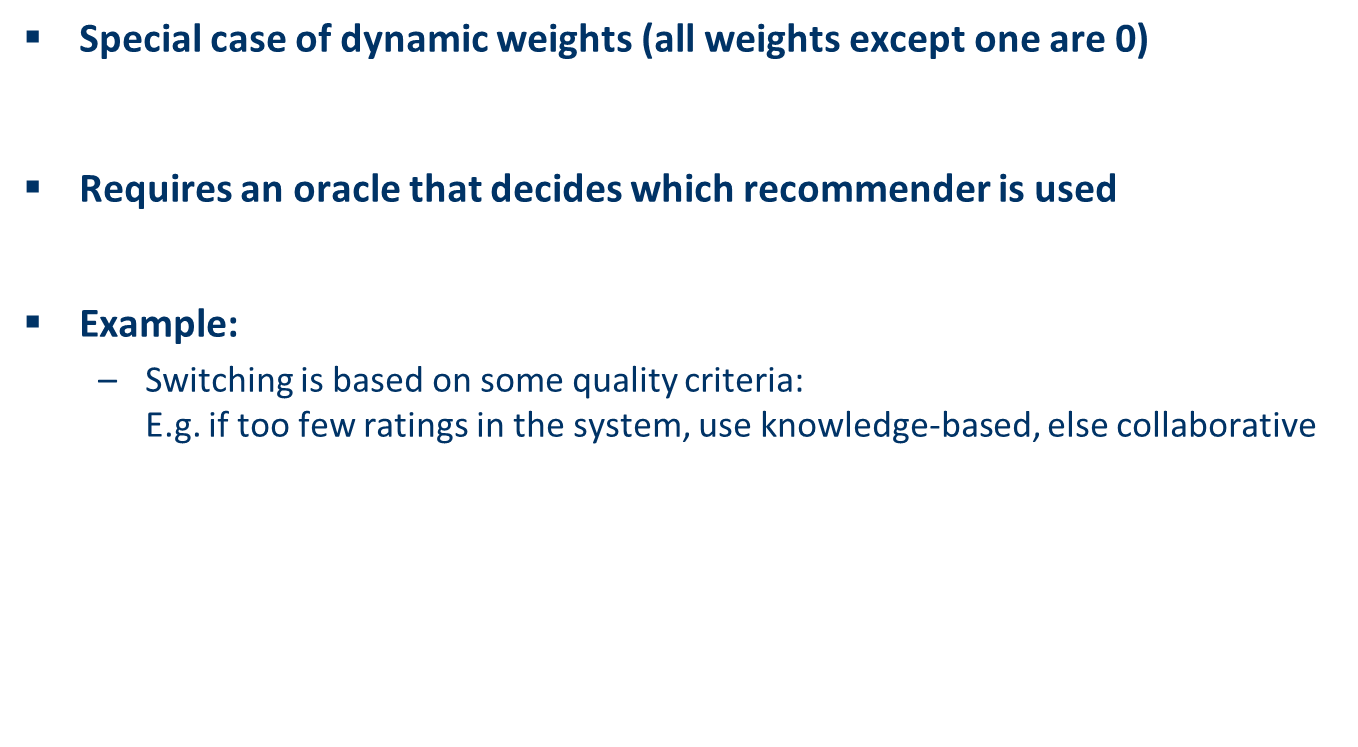 ▪ Special case of dynamic weights (all weights except one are 0)
▪ Requires an oracle that decides which recommender is used
▪ Example:
– Switching is based on some quality criteria:
E.g. if too few ratings in the system, use knowledge-based, else collaborative